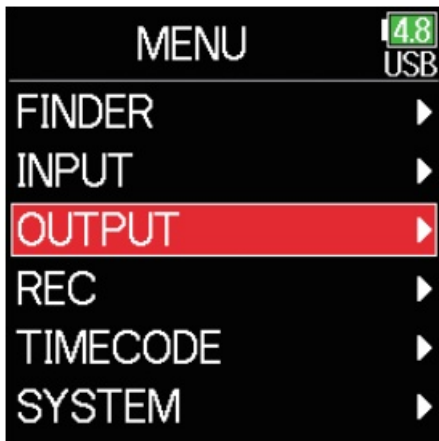 MENU
4.8
USB
FINDER
INPUT
OUTPUT
REC
TIMECODE
SYSTEM